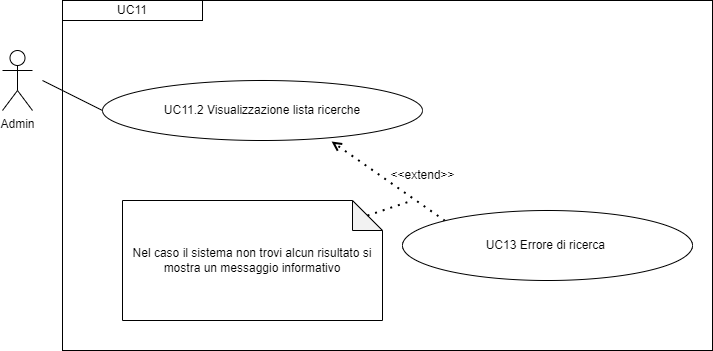 UC11
Admin
UC11.2 Visualizzazione lista ricerche
<<extend>>
Nel caso il sistema non trovi alcun risultato si
mostra un messaggio informativo
UC13 Errore di ricerca